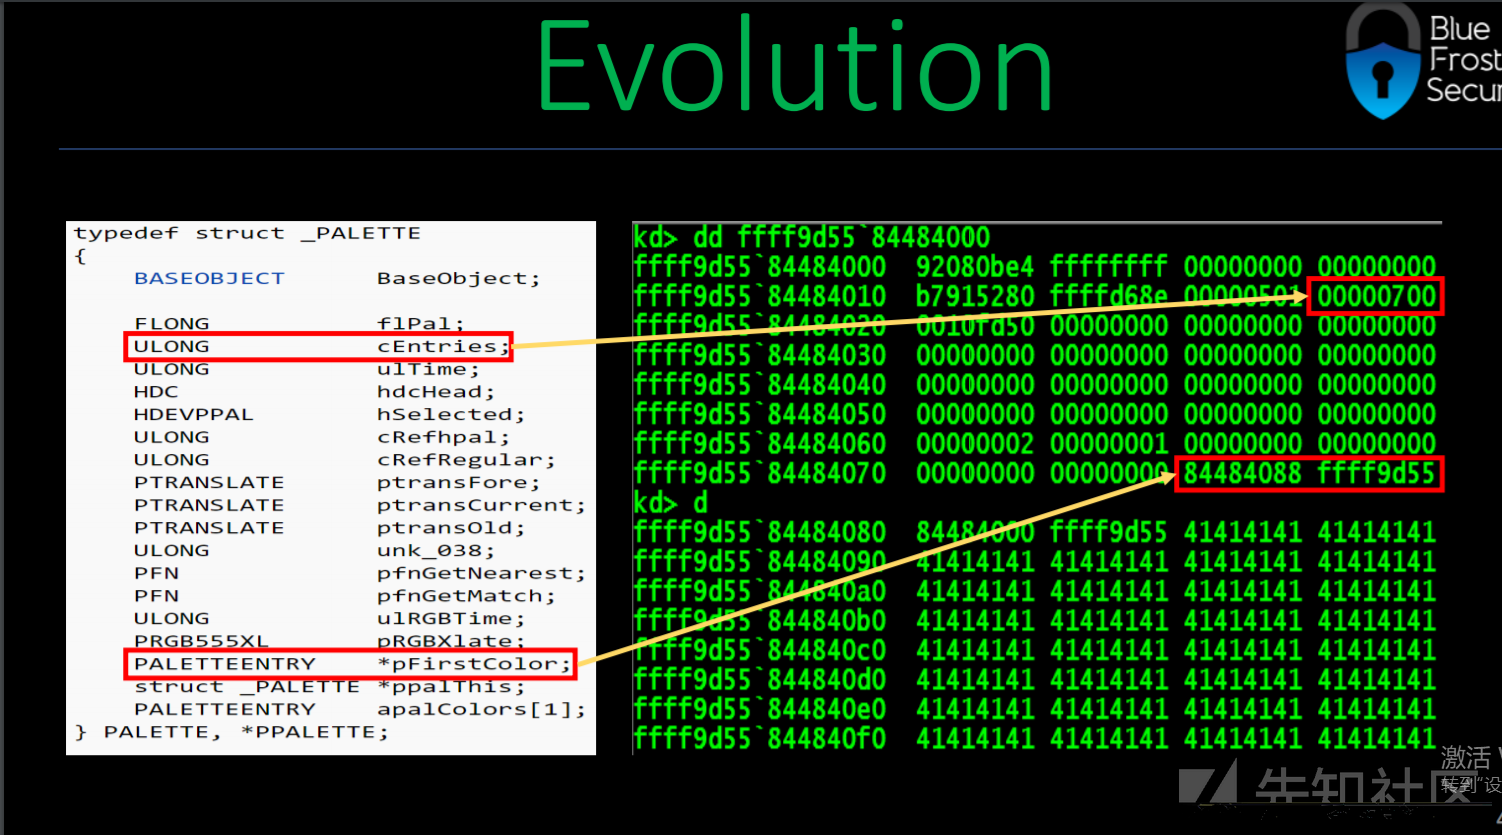 Evolution
Blue
Frost
Secur
typedef struct _PALETTE
{
BASEOBJECT BaseObject;
FLONG flPal;
ULONG cEntries;
ULONG ulTime;
HDC hdcHead;
HDEVPPAL hSelected;
ULONG cRefhpal;
ULONG cRefRegular;
PTRANSLATE ptransFore;
PTRANSLATE ptransCurrent;
PTRANSLATE ptransOld;
ULONG unk_038;
PFN pfnGetNearest;
PFN pfnGetMatch;
ULONG ulRGBTime;
PRGB555XL pRGBXlate;
PALETTEENTRY *pFirstColor;
struct _PALETTE *ppalThis;
PALETTEENTRY apalColors[1];
} PALETTE, *PPALETTE;
kd> dd ffff9d55`84484000
ffff9d55`84484000 92080be4 ffffffff 00000000 00000000
ffff9d55`84484010 b7915280 ffffd68e 00000501 00000700
ffff9d55`84484020 0010fd50 00000000 00000000 00000000
ffff9d55`84484030 00000000 00000000 00000000 00000000
ffff9d55`84484040 00000000 00000000 00000000 00000000
ffff9d55`84484050 00000000 00000000 00000000 00000000
ffff9d55`84484060 00000002 00000001 00000000 00000000
ffff9d55`84484070 00000000 00000000 84484088 ffff9d55
kd> d
ffff9d55`84484080 84484000 ffff9d55 41414141 41414141
ffff9d55`84484090 41414141 41414141 41414141 41414141
ffff9d55`844840a0 41414141 41414141 41414141 41414141
ffff9d55`844840b0 41414141 41414141 41414141 41414141
ffff9d55`844840c0 41414141 41414141 41414141 41414141
ffff9d55`844840d0 41414141 41414141 41414141 41414141
ffff9d55`844840e0 41414141 41414141 41414141 41414141
ffff9d55`844840f0 41414141 41414141 41414141 41414141
激活
转到"设
先知社区